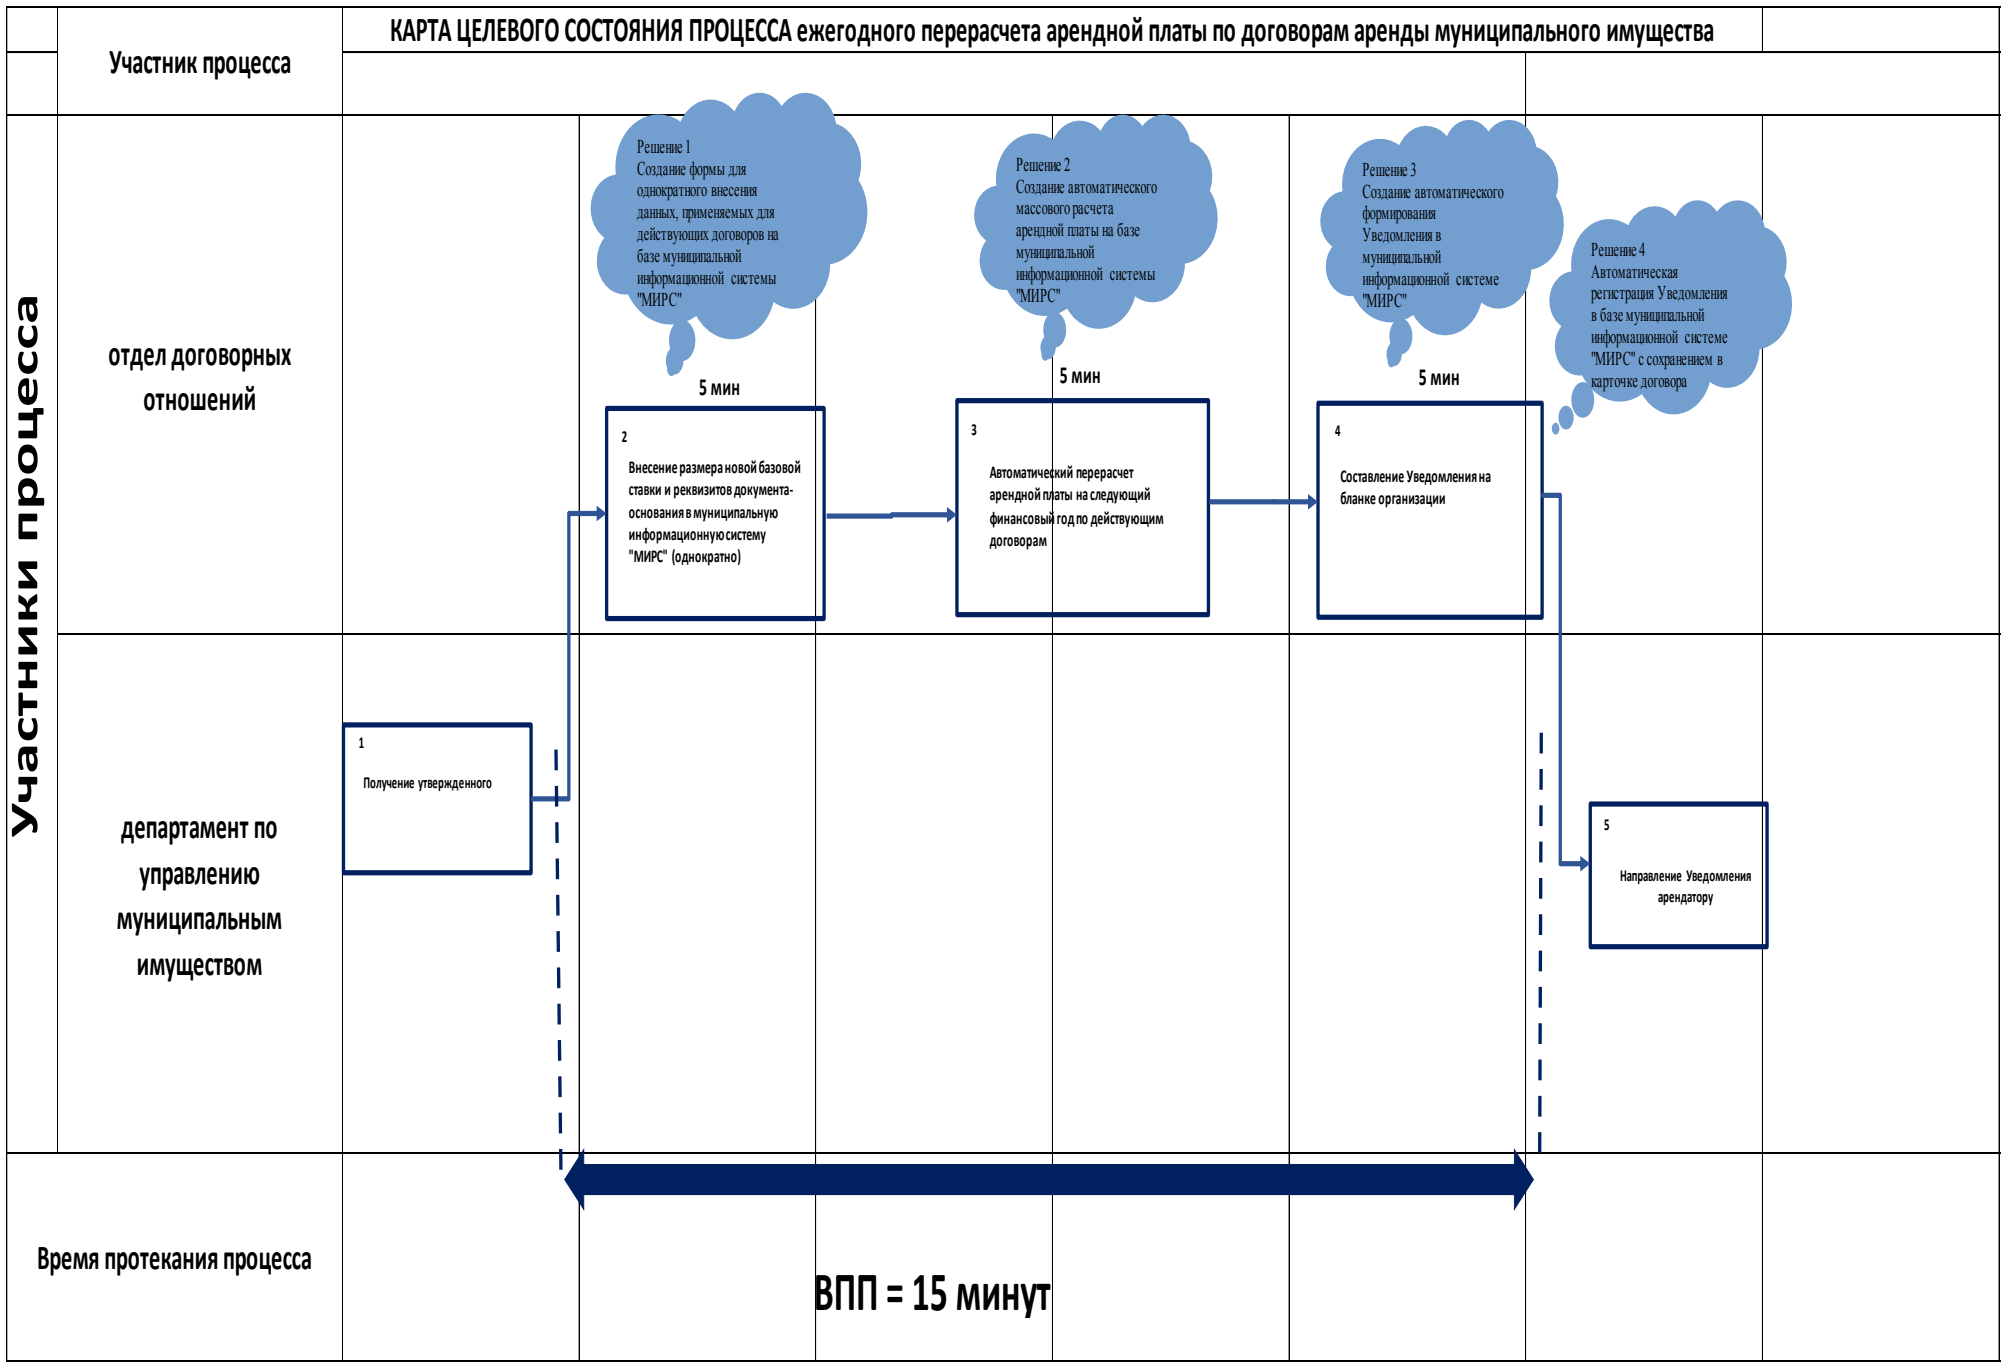 КАРТА ЦЕЛЕВОГО СОСТОЯНИЯ ПРОЦЕССА ежегодного перерасчета арендной платы по договорам аренды муниципального имущества
Участник процесса
Участники процесса
отдел договорных
отношений
Решение 1
Создание формы для
однократного внесения
данных, применяемых для
действующих договоров на
базе муниципальной
информационной системы
"МИРС"
5 мин
2
Внесение размера новой базовой
ставки и реквизитов документа-
основания в муниципальную
информационную систему
"МИРС" (однократно)
Решение 2
Создание автоматического
массового расчета
арендной платы на базе
муниципальной
информационной системы
"МИРС"
5 мин
3
Автоматический перерасчет
арендной платы на следующий
финансовый год по действующим
договорам
Решение 3
Создание автоматического
формирования
Уведомления в
муниципальной
информационной системе
"МИРС"
5 мин
4
Составление Уведомления на
бланке организации
Решение 4
Автоматическая
регистрация Уведомления
в базе муниципальной
информационной системе
"МИРС" с сохранением в
карточке договора
департамент по
управлению
муниципальным
имуществом
1
Получение утвержденного
5
Направление Уведомления
арендатору
Время протекания процесса
ВПП = 15 минут